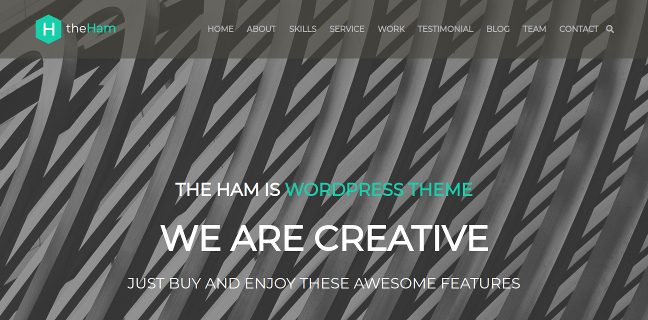 H theHam
HOME ABOUT SKILLS SERVICE WORK TESTIMONIAL BLOG TEAM CONTACT
THE HAM IS WORDPRESS THEME
WE ARE CREATIVE
JUST BUY AND ENJOY THESE AWESOME FEATURES